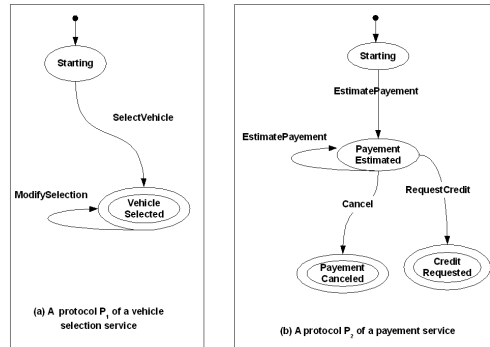 Starting
SelectVehicle
ModifySelection
Vehicle
Selected
(a) A protocol P1 of a vehicle
selection service
Starting
EstimatePayement
EstimatePayement
Payement
Estimated
RequestCredit
Cancel
Payement
Canceled
Credit
Requested
(b) A protocol P2 of a payement service